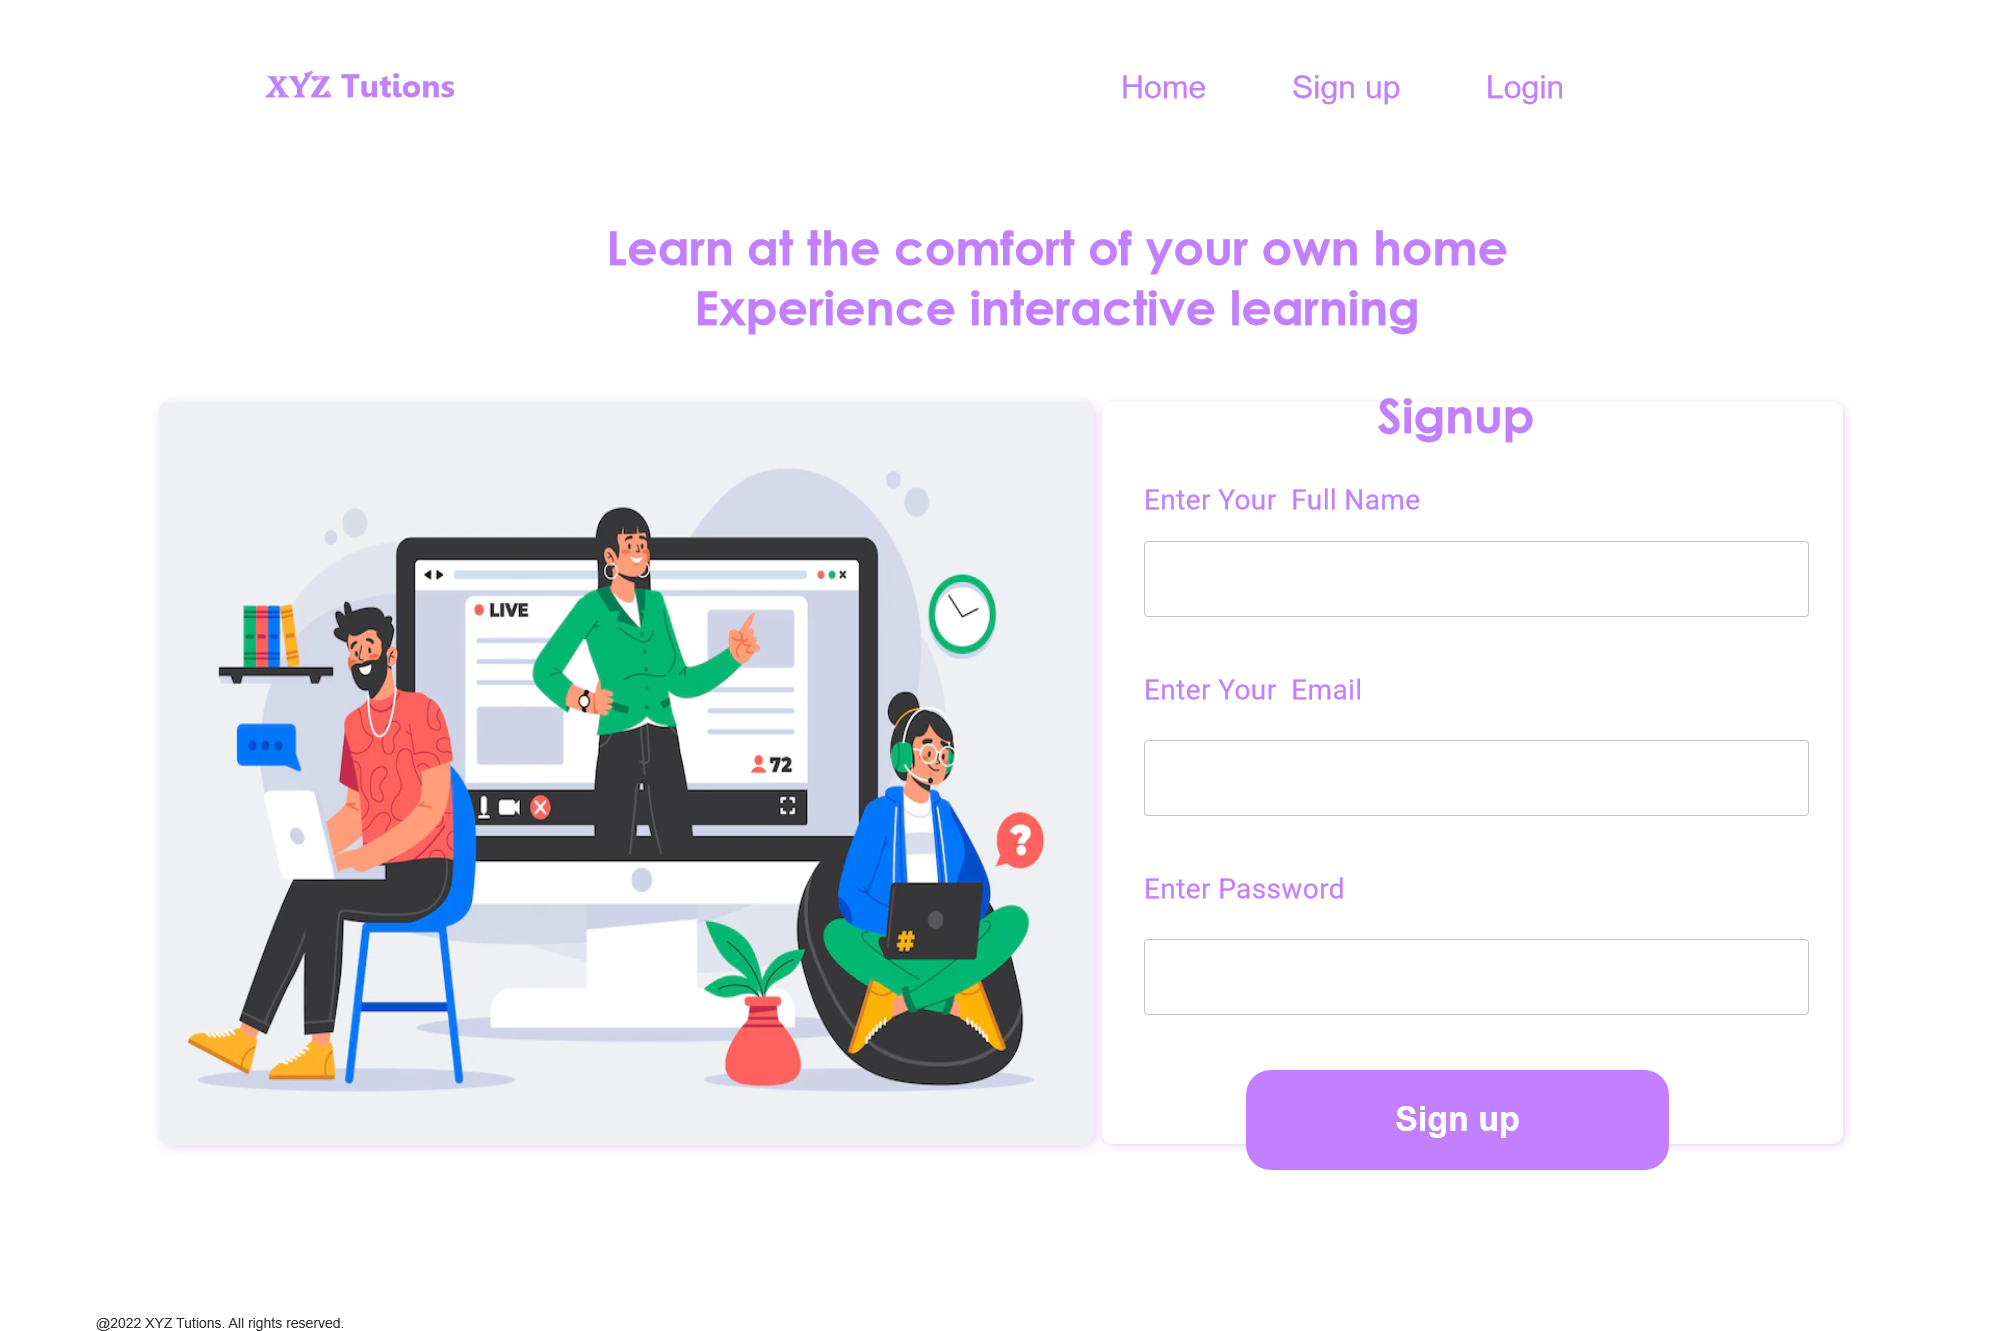 XYZ Tutions
Home Sign up Login
Learn at the comfort of your own home
Experience interactive learning
LIVE
72
#
?
Signup
Enter Your Full Name
Enter Your Email
Enter Password
Sign up
@2022 XYZ Tutions. All rights reserved.